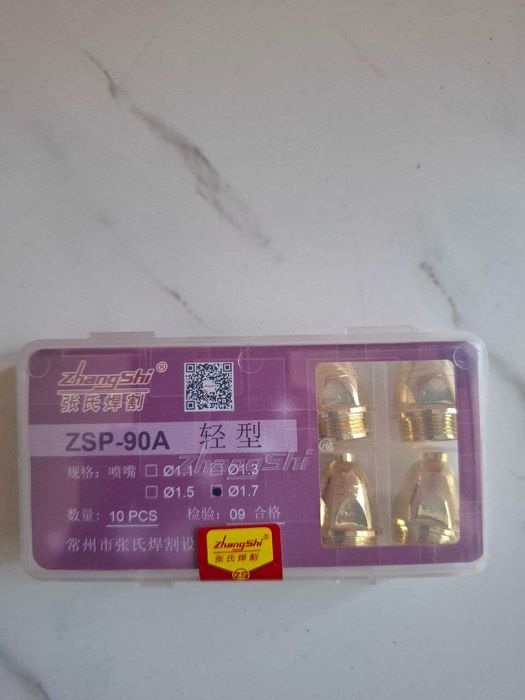 ZhangShi®
张氏焊割
ZSP-90A 轻型
ZhangShi®
规格: 喷嘴 □Ø1.1 □Ø1.3
□Ø1.5 ■Ø1.7
数量: 10 PCS 检验: 09 合格
常州市张氏焊割设
ZhangShi®
张氏焊割
ZS